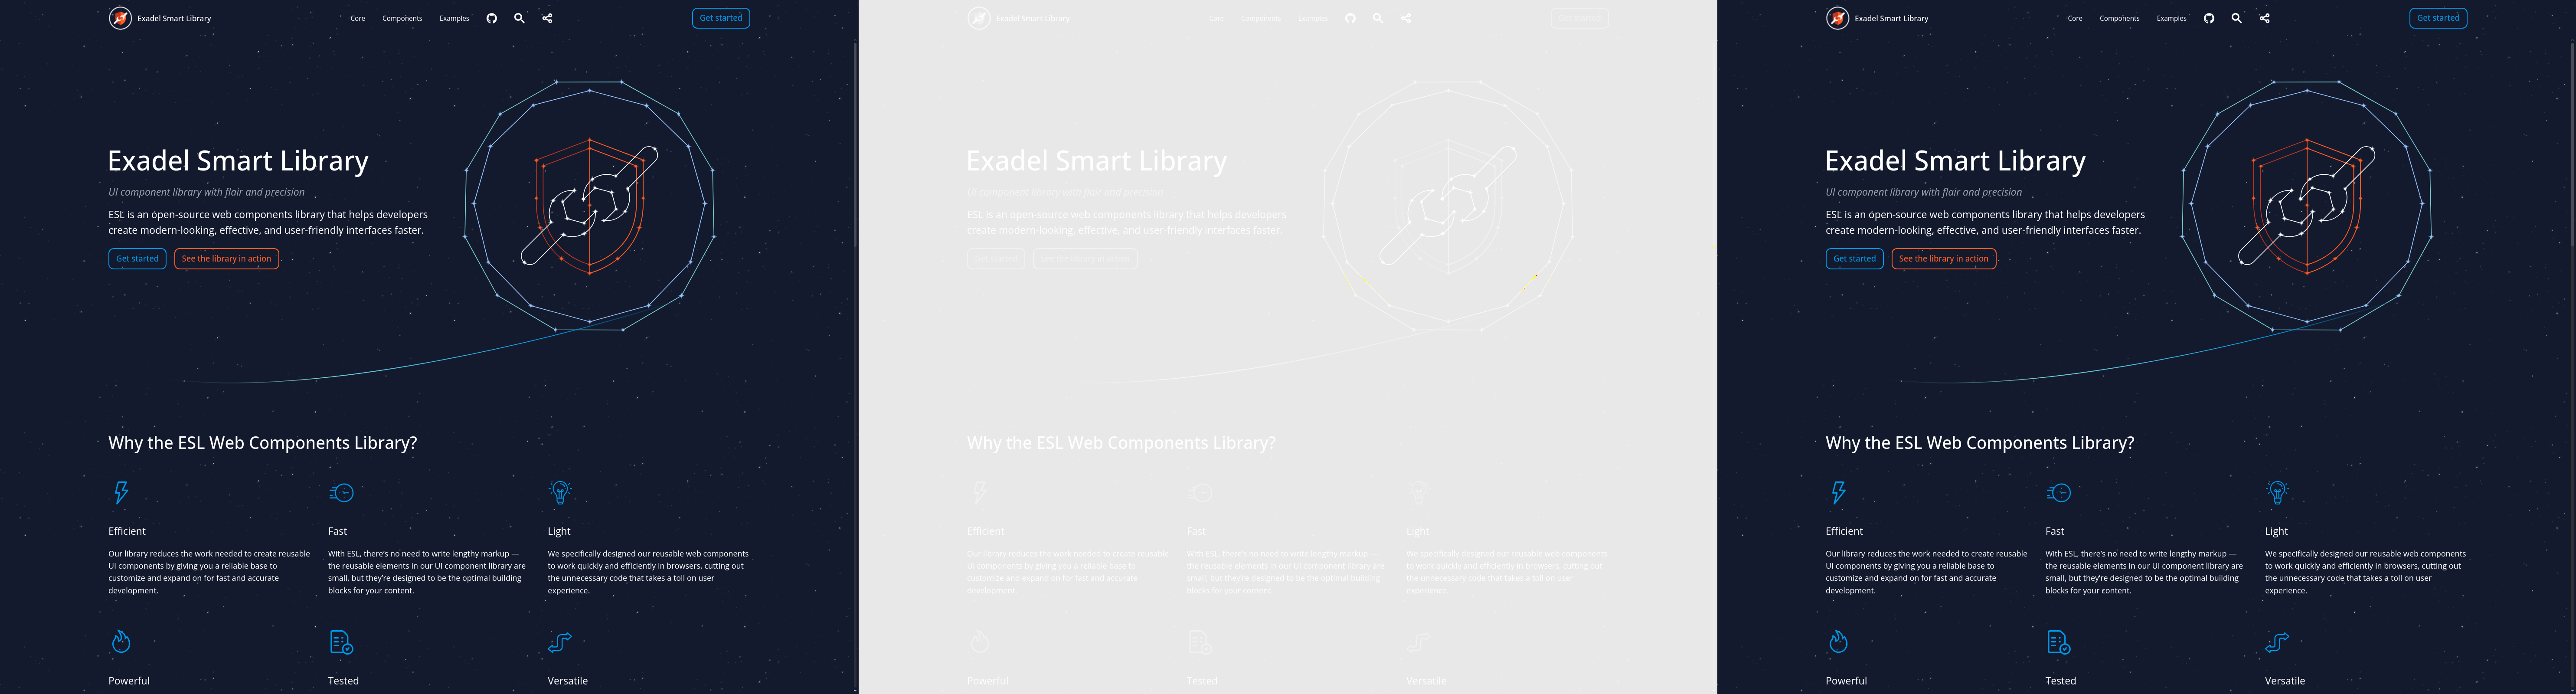 Exadel Smart Library
Core Components Examples
Get started
Exadel Smart Library
UI component library with flair and precision
ESL is an open-source web components library that helps developers
create modern-looking, effective, and user-friendly interfaces faster.
Get started See the library in action
Why the ESL Web Components Library?
Efficient
Our library reduces the work needed to create reusable
UI components by giving you a reliable base to
customize and expand on for fast and accurate
development.
Fast
With ESL, there’s no need to write lengthy markup —
the reusable elements in our UI component library are
small, but they’re designed to be the optimal building
blocks for your content.
Light
We specifically designed our reusable web components
to work quickly and efficiently in browsers, cutting out
the unnecessary code that takes a toll on user
experience.
Powerful
Tested
Versatile
Exadel Smart Library
Core Components Examples
Get started
Exadel Smart Library
UI component library with flair and precision
ESL is an open-source web components library that helps developers
create modern-looking, effective, and user-friendly interfaces faster.
Get started See the library in action
Why the ESL Web Components Library?
Efficient
Our library reduces the work needed to create reusable
UI components by giving you a reliable base to
customize and expand on for fast and accurate
development.
Fast
With ESL, there’s no need to write lengthy markup —
the reusable elements in our UI component library are
small, but they’re designed to be the optimal building
blocks for your content.
Light
We specifically designed our reusable web components
to work quickly and efficiently in browsers, cutting out
the unnecessary code that takes a toll on user
experience.
Powerful
Tested
Versatile
Exadel Smart Library
Core Components Examples
Get started
Exadel Smart Library
UI component library with flair and precision
ESL is an open-source web components library that helps developers
create modern-looking, effective, and user-friendly interfaces faster.
Get started See the library in action
Why the ESL Web Components Library?
Efficient
Our library reduces the work needed to create reusable
UI components by giving you a reliable base to
customize and expand on for fast and accurate
development.
Fast
With ESL, there’s no need to write lengthy markup —
the reusable elements in our UI component library are
small, but they’re designed to be the optimal building
blocks for your content.
Light
We specifically designed our reusable web components
to work quickly and efficiently in browsers, cutting out
the unnecessary code that takes a toll on user
experience.
Powerful
Tested
Versatile